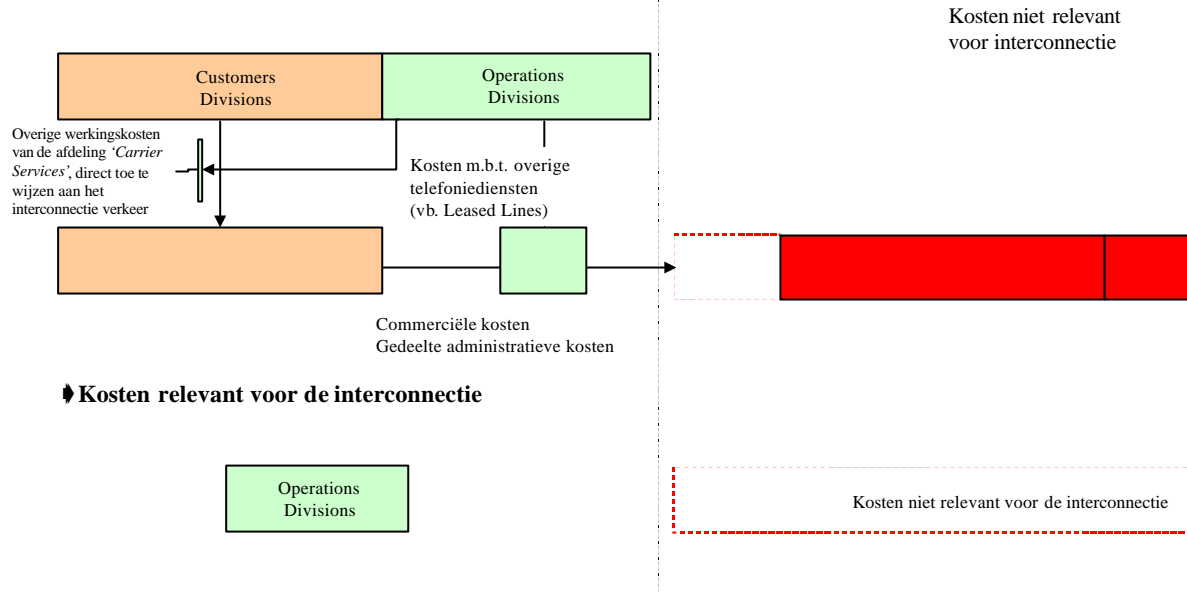 Kosten niet relevant
voor interconnectie
Customers
Divisions
Operations
Divisions
Overige werkingskosten
van de afdeling ‘Carrier
Services’, direct toe te
wijzen aan het
interconnectie verkeer
Kosten m.b.t. overige
telefoniediensten
(vb. Leased Lines)
Commerciële kosten
Gedeelte administratieve kosten
Kosten relevant voor de interconnectie
Operations
Divisions
Kosten niet relevant voor de interconnectie